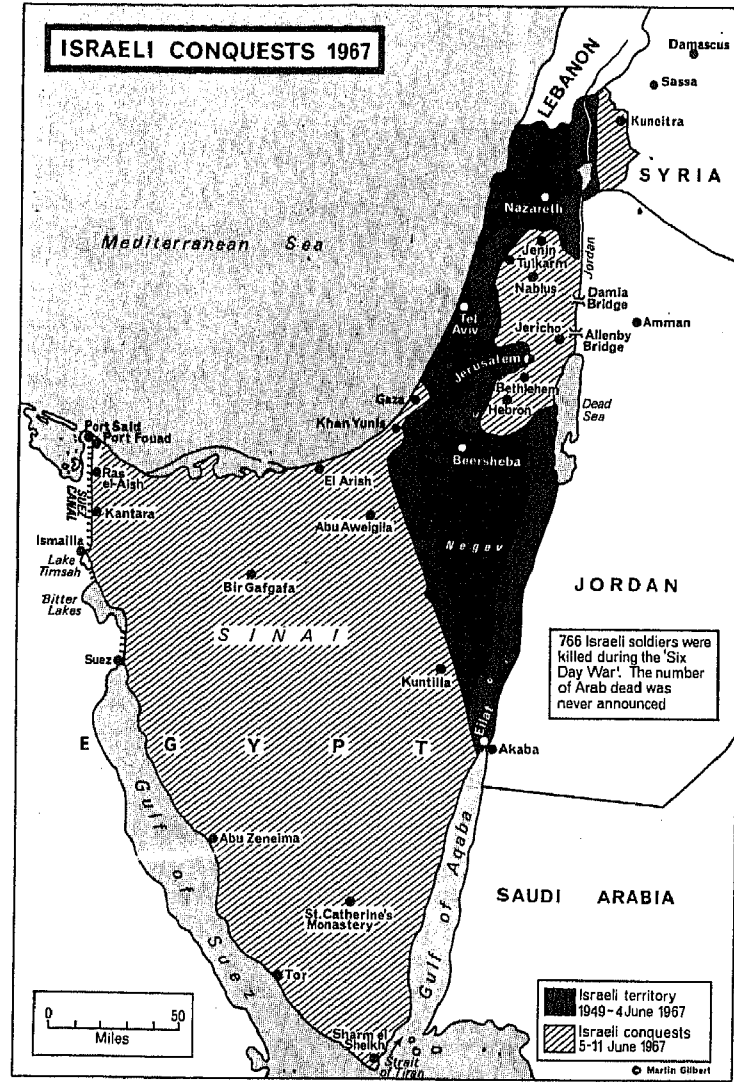 ISRAELI CONQUESTS 1967
LEBANON
Damascus
Sassa
Kuneitra
SYRIA
Nazareth
Mediterranean Sea
Jenin
Tulkarm
Nablus
Jordan
Damia
Bridge
Tel
Aviv
Amman
Jericho
Allenby
Bridge
Jerusalem
Bethlehem
Gaza
Hebron
Dead
Sea
Khan Yunis
Port Said
Port Fouad
Beersheba
Ras
el-Aish
El Arish
SUEZ
CANAL
Kantara
Abu Aweigila
Ismailia
Lake
Timsah
Negev
Bir Gafgafa
Bitter
Lakes
JORDAN
SINAI
766 Israeli soldiers were
killed during the 'Six
Day War'. The number
of Arab dead was
never announced
Suez
Kuntilla
Eilat
EGYPT
Akaba
Gulf of Suez
Abu Zeneima
Gulf of Aqaba
SAUDI ARABIA
St. Catherine's
Monastery
Tor
0 50
Miles
Israeli territory
1949-4 June 1967
Israeli conquests
5-11 June 1967
Sharm el
Sheikh
Strait
of Tiran
© Martin Gilbert